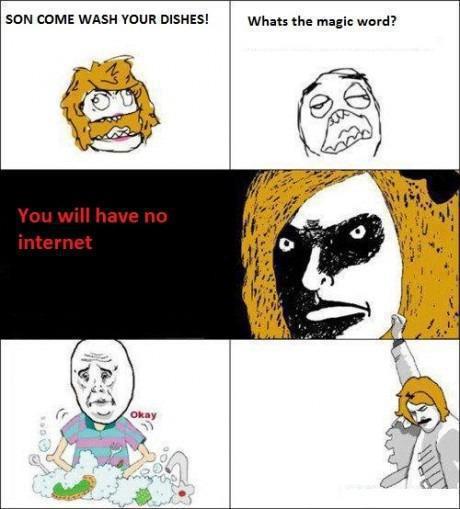 SON COME WASH YOUR DISHES!
Whats the magic word?
You will have no
internet
Okay